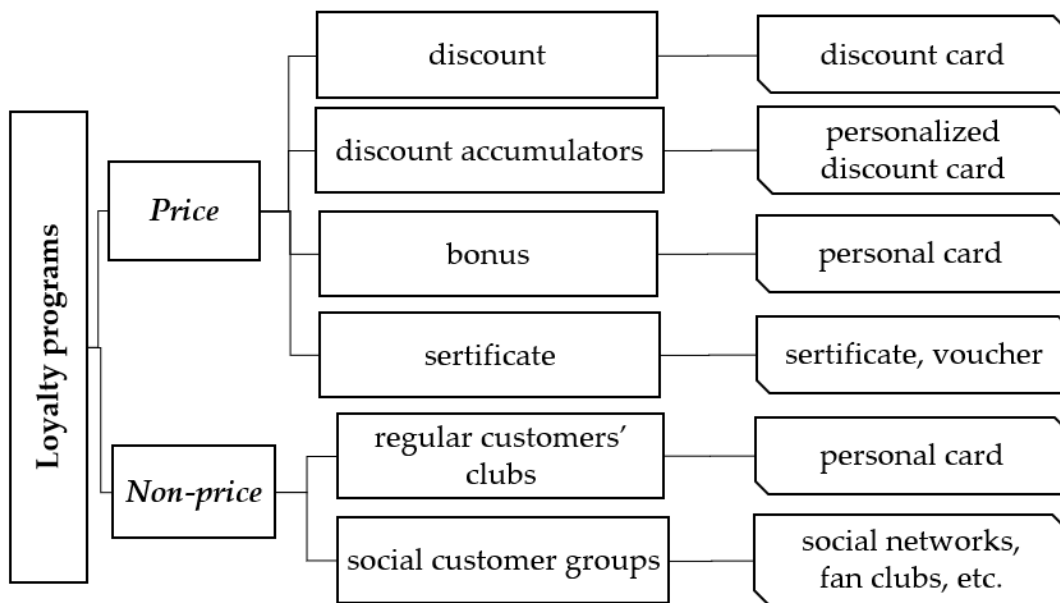 Loyalty programs
Price
discount
discount card
discount accumulators
personalized
discount card
bonus
personal card
sertificate
sertificate, voucher
Non-price
regular customers’
clubs
personal card
social customer groups
social networks,
fan clubs, etc.